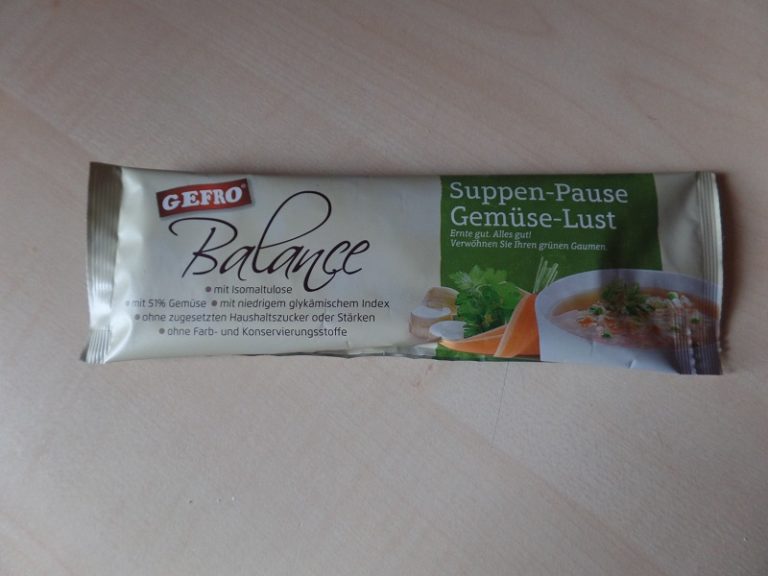 GEFRO®
Balance
• mit Isomaltulose
• mit 51% Gemüse • mit niedrigem glykämischem Index
• ohne zugesetzten Haushaltszucker oder Stärken
• ohne Farb- und Konservierungsstoffe
Suppen-Pause
Gemüse-Lust
Ernte gut. Alles gut!
Verwöhnen Sie Ihren grünen Gaumen.